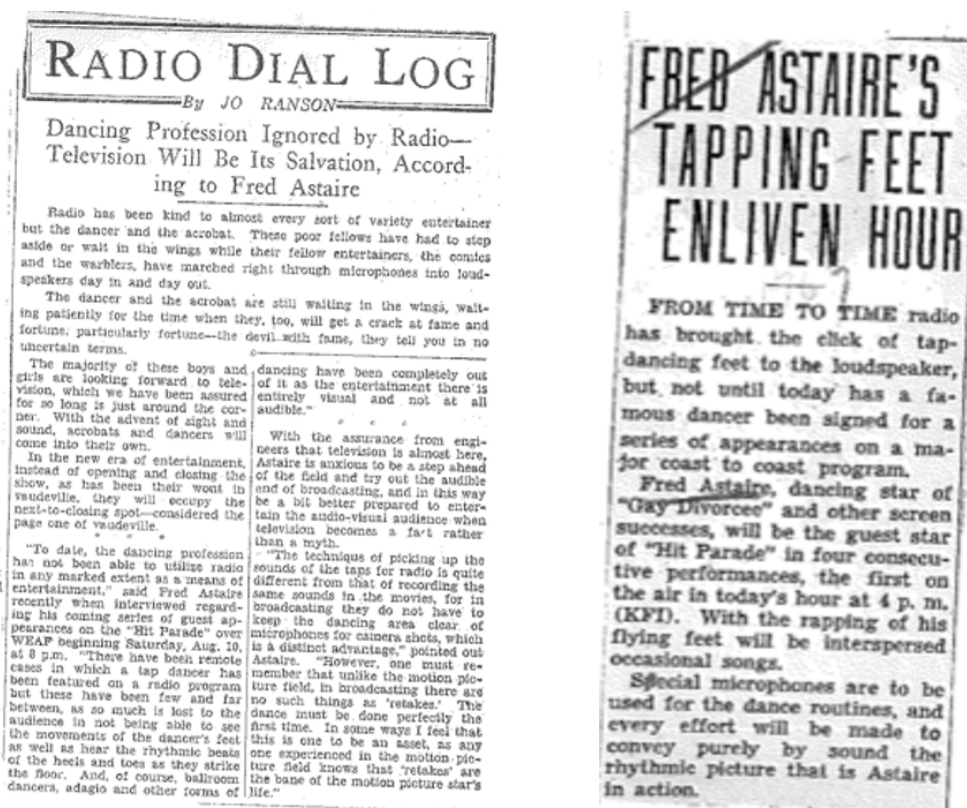 RADIO DIAL LOG
By JO RANSON
Dancing Profession Ignored by Radio—
Television Will Be Its Salvation, Accord-
ing to Fred Astaire
Radio has been kind to almost every sort of variety entertainer
but the dancer and the acrobat. These poor fellows have had to step
aside or wait in the wings while their fellow entertainers, the comics
and the warblers, have marched right through microphones into loud-
speakers day in and day out.
The dancer and the acrobat are still waiting in the wings, wait-
ing patiently for the time when they, too, will get a crack at fame and
fortune, particularly fortune—the devil with fame, they tell you in no
uncertain terms.
The majority of these boys and
girls are looking forward to tele-
vision, which we have been assured
for so long is just around the cor-
ner. With the advent of sight and
sound, acrobats and dancers will
come into their own.
In the new era of entertainment,
instead of opening and closing the
show, as has been their wont in
vaudeville, they will occupy the
next-to-closing spot—considered the
page one of vaudeville.
* * *
"To date, the dancing profession
has not been able to utilize radio
in any marked extent as a means of
entertainment," said Fred Astaire
recently when interviewed regard-
ing his coming series of guest ap-
pearances on the "Hit Parade" over
WEAF beginning Saturday, Aug. 10,
at 8 p.m. "There have been remote
cases in which a tap dancer has
been featured on a radio program
but these have been few and far
between, as so much is lost to the
audience in not being able to see
the movements of the dancer's feet
as well as hear the rhythmic beats
of the heels and toes as they strike
the floor. And, of course, ballroom
dancers, adagio and other forms of
dancing have been completely out
of it as the entertainment there is
entirely visual and not at all
audible."
* * *
With the assurance from engi-
neers that television is almost here,
Astaire is anxious to be a step ahead
of the field and try out the audible
end of broadcasting, and in this way
be a bit better prepared to enter-
tain the audio-visual audience when
television becomes a fact rather
than a myth.
"The technique of picking up the
sounds of the taps for radio is quite
different from that of recording the
same sounds in the movies, for in
broadcasting they do not have to
keep the dancing area clear of
microphones for camera shots, which
is a distinct advantage," pointed out
Astaire. "However, one must re-
member that unlike the motion pic-
ture field, in broadcasting there are
no such things as 'retakes.' The
dance must be done perfectly the
first time. In some ways I feel that
this is one to be an asset, as any
one experienced in the motion pic-
ture field knows that 'retakes' are
the bane of the motion picture star's
life."
FRED ASTAIRE'S
TAPPING FEET
ENLIVEN HOUR
FROM TIME TO TIME radio
has brought the click of tap-
dancing feet to the loudspeaker,
but not until today has a fa-
mous dancer been signed for a
series of appearances on a ma-
jor coast to coast program.
Fred Astaire, dancing star of
"Gay Divorcee" and other screen
successes, will be the guest star
of "Hit Parade" in four consecu-
tive performances, the first on
the air in today's hour at 4 p. m.
(KFI). With the rapping of his
flying feet will be interspersed
occasional songs.
Special microphones are to be
used for the dance routines, and
every effort will be made to
convey purely by sound the
rhythmic picture that is Astaire
in action.